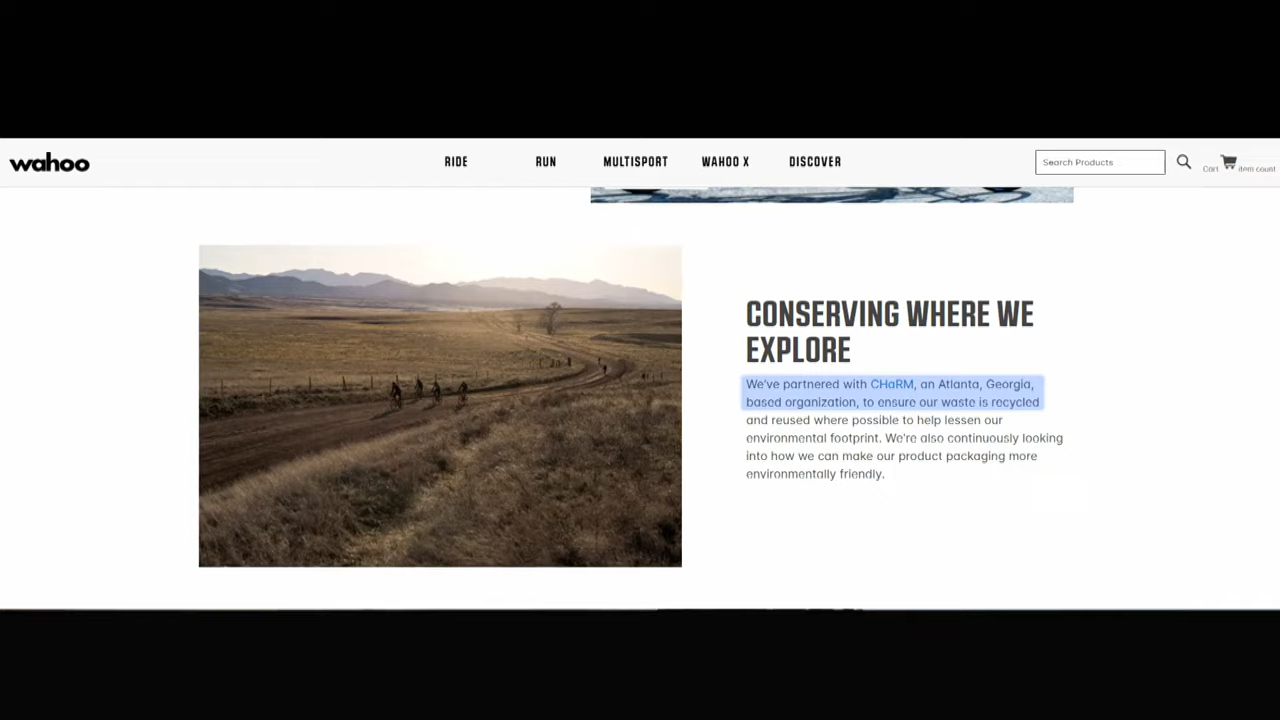 wahoo
RIDE
RUN
MULTISPORT
WAHOO X
DISCOVER
Search Products
Cart
item count
CONSERVING WHERE WE
EXPLORE
We've partnered with CHaRM, an Atlanta, Georgia,
based organization, to ensure our waste is recycled
and reused where possible to help lessen our
environmental footprint. We're also continuously looking
into how we can make our product packaging more
environmentally friendly.